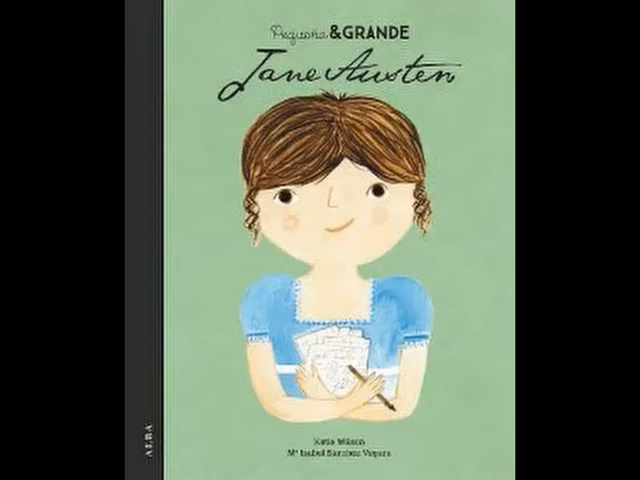 Pequeña &GRANDE
Jane Austen
Katie Wilson
Mª Isabel Sánchez Vegara
ALBA